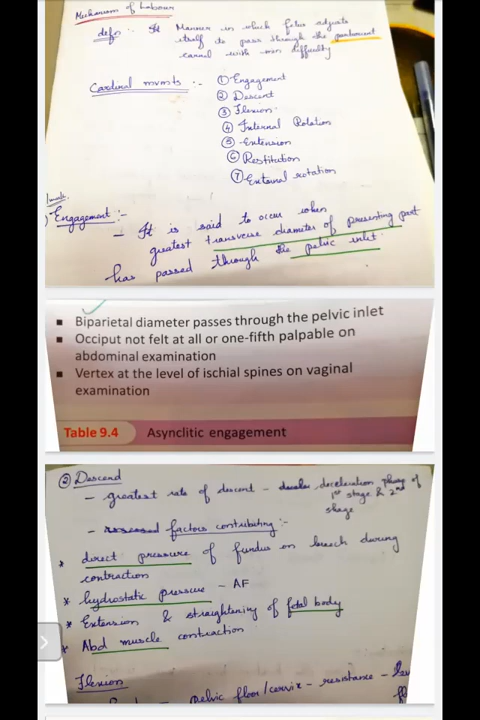 Mechanism of Labour
defn :- It Manner in which fetus adjusts
itself to pass through the parturient
canal with min difficulty
Cardinal mvmts :- ① Engagement
② Descent
③ Flexion
④ Internal Rotation
⑤ Extension
⑥ Restitution
⑦ External rotation
Engagement :-
- It is said to occur when
greatest transverse diameter of presenting part
has passed through the pelvic inlet.
▪ Biparietal diameter passes through the pelvic inlet
▪ Occiput not felt at all or one-fifth palpable on
abdominal examination
▪ Vertex at the level of ischial spines on vaginal
examination
Table 9.4 Asynclitic engagement
② Descend
- greatest rate of descent - deceleration phase of
1st stage & 2nd
stage
- factors contributing :-
* direct pressure of fundus on breech during
contraction
* hydrostatic pressure - AF
* Extension & straightening of fetal body
* Abd muscle contraction
Flexion
pelvic floor/cervix - resistance -